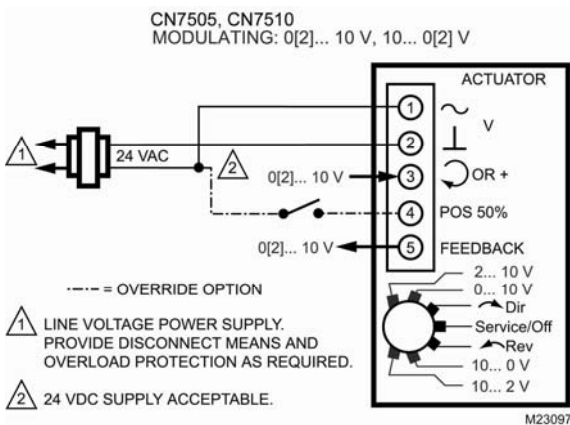 CN7505, CN7510
MODULATING: 0[2]... 10 V, 10... 0[2] V
ACTUATOR
1
V
2
1
24 VAC
2
0[2]... 10 V
3
OR +
4
POS 50%
0[2]... 10 V
5
FEEDBACK
= OVERRIDE OPTION
2... 10 V
0... 10 V
Dir
Service/Off
Rev
10... 0 V
10... 2 V
1 LINE VOLTAGE POWER SUPPLY.
PROVIDE DISCONNECT MEANS AND
OVERLOAD PROTECTION AS REQUIRED.
2 24 VDC SUPPLY ACCEPTABLE.
M23097